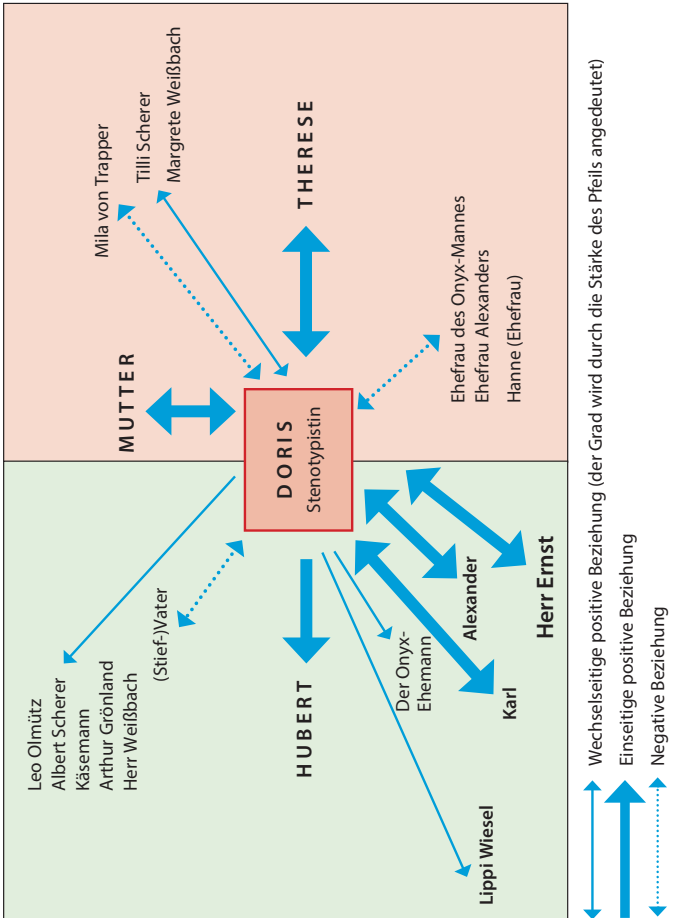 Leo Olmütz
Albert Scherer
Käsemann
Arthur Grönland
Herr Weißbach
(Stief-)Vater
HUBERT
Der Onyx-
Ehemann
Lippi Wiesel
Karl
Alexander
Herr Ernst
MUTTER
DORIS
Stenotypistin
Mila von Trapper
Tilli Scherer
Margrete Weißbach
THERESE
Ehefrau des Onyx-Mannes
Ehefrau Alexanders
Hanne (Ehefrau)
Wechselseitige positive Beziehung (der Grad wird durch die Stärke des Pfeils angedeutet)
Einseitige positive Beziehung
Negative Beziehung